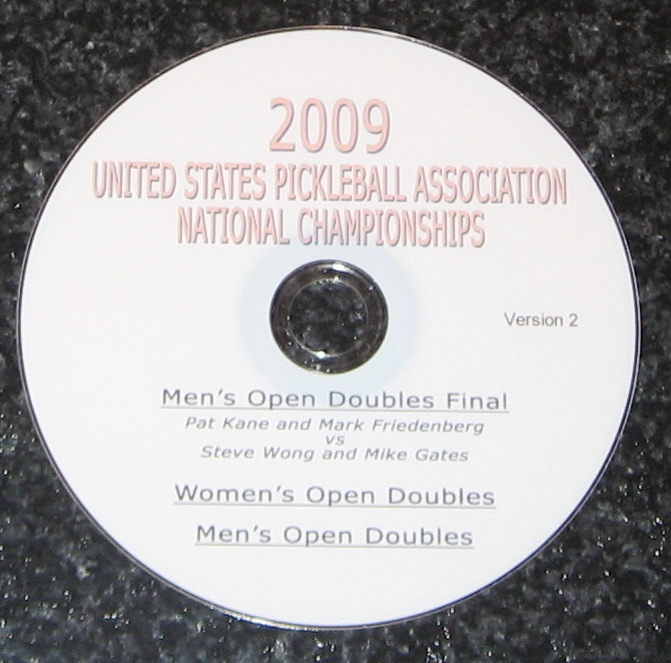 2009
UNITED STATES PICKLEBALL ASSOCIATION
NATIONAL CHAMPIONSHIPS
Version 2
Men's Open Doubles Final
Pat Kane and Mark Friedenberg
vs
Steve Wong and Mike Gates
Women's Open Doubles
Men's Open Doubles